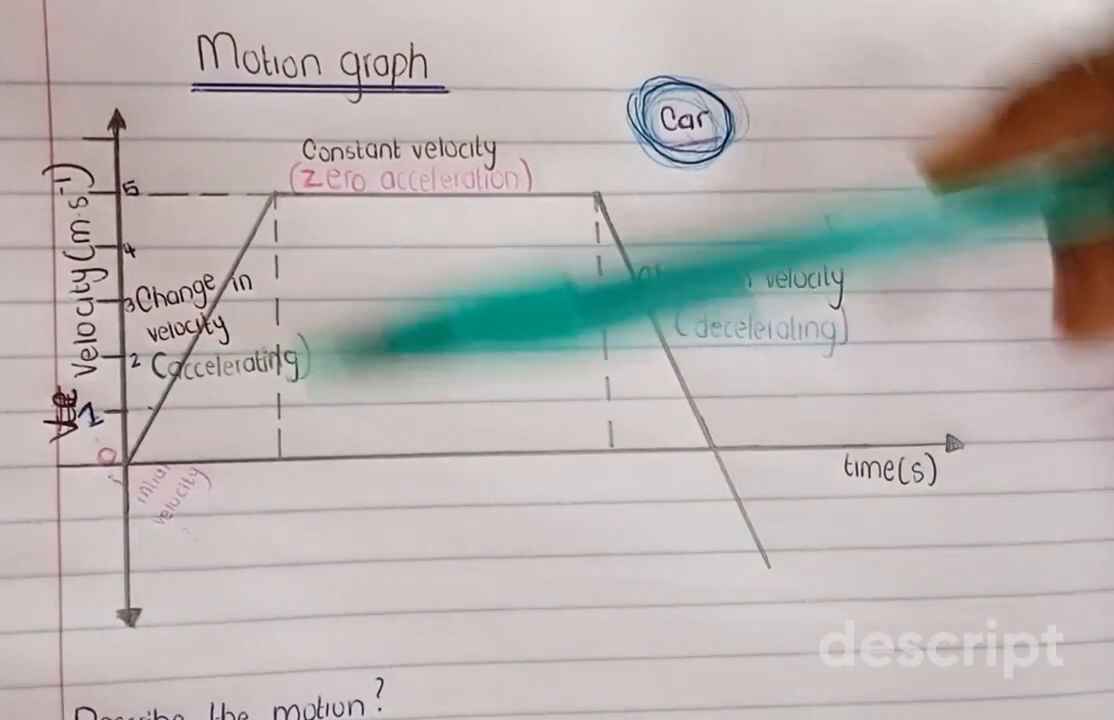 Motion graph
Car
Constant velocity
(Zero acceleration)
Velocity (m·s⁻¹)
5
4
3
2
1
0
Change in
velocity
(accelerating)
velocity
(decelerating)
time(s)
velocity
the motion?
descript